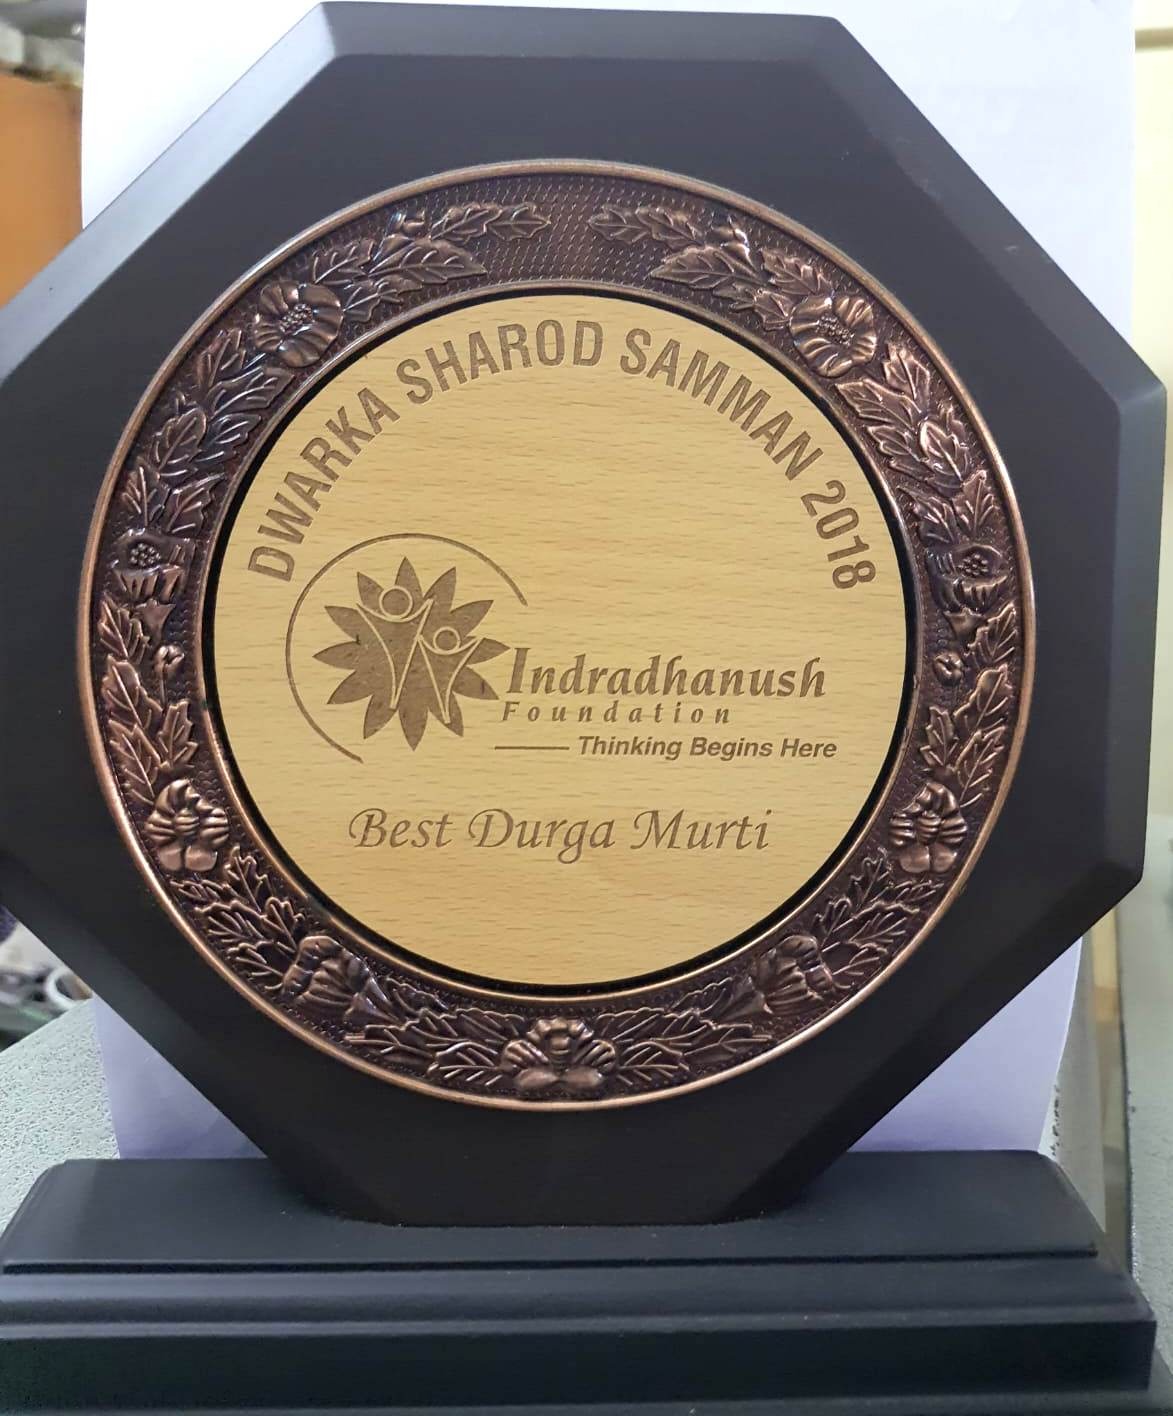 DWARKA SHAROD SAMMAN 2018
Indradhanush
Foundation
Thinking Begins Here
Best Durga Murti